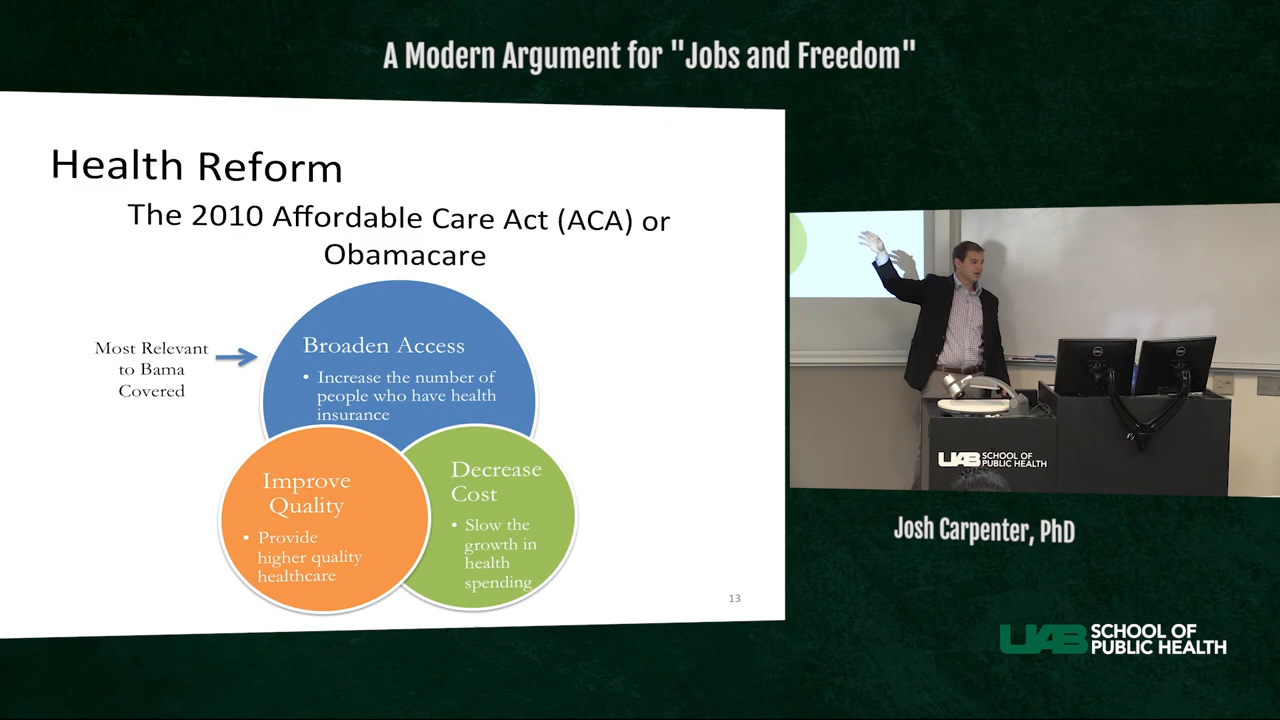 A Modern Argument for "Jobs and Freedom"
Health Reform
The 2010 Affordable Care Act (ACA) or
Obamacare
Most Relevant
to Bama
Covered
Broaden Access
• Increase the number of
people who have health
insurance
Improve
Quality
• Provide
higher quality
healthcare
Decrease
Cost
• Slow the
growth in
health
spending
13
DELL
DELL
UAB SCHOOL OF
PUBLIC HEALTH
Josh Carpenter, PhD
UAB SCHOOL OF
PUBLIC HEALTH